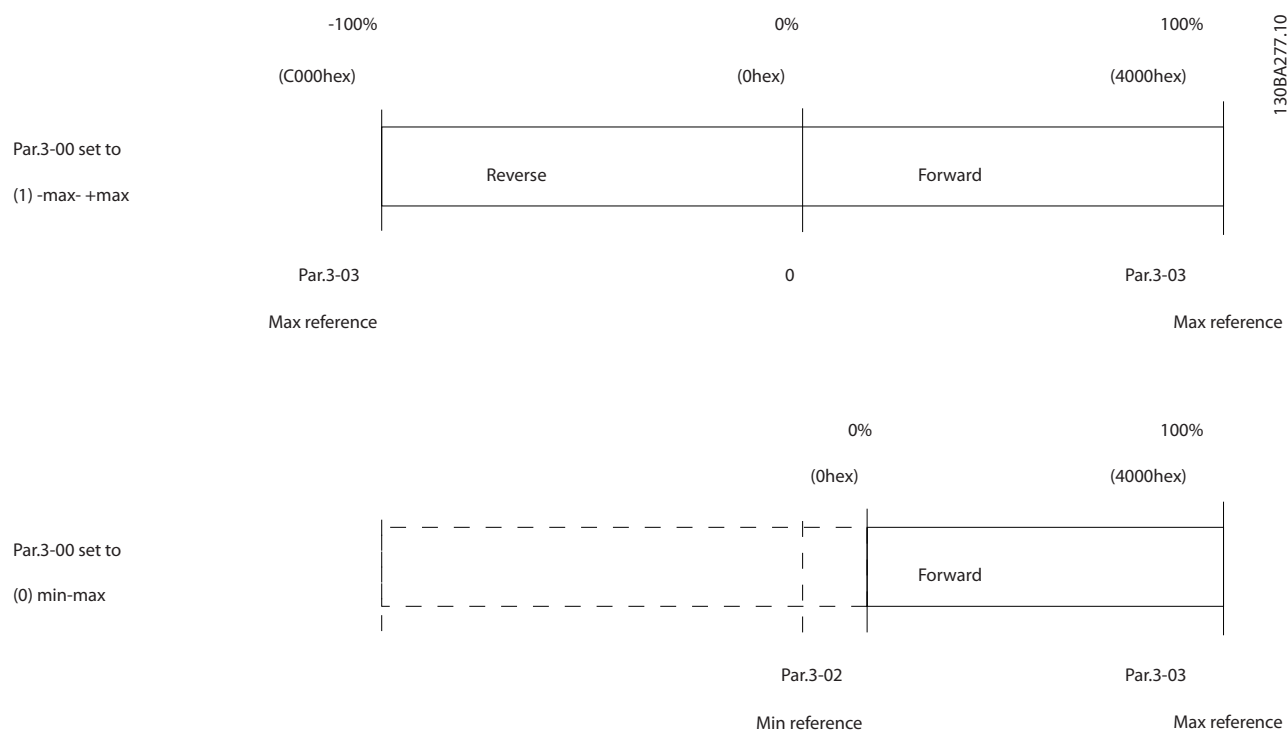 -100% 0% 100%
(C000hex) (0hex) (4000hex)
130BA277.10
Par.3-00 set to
(1) -max- +max
Reverse Forward
Par.3-03 0 Par.3-03
Max reference Max reference
0% 100%
(0hex) (4000hex)
Par.3-00 set to
(0) min-max
Forward
Par.3-02 Par.3-03
Min reference Max reference